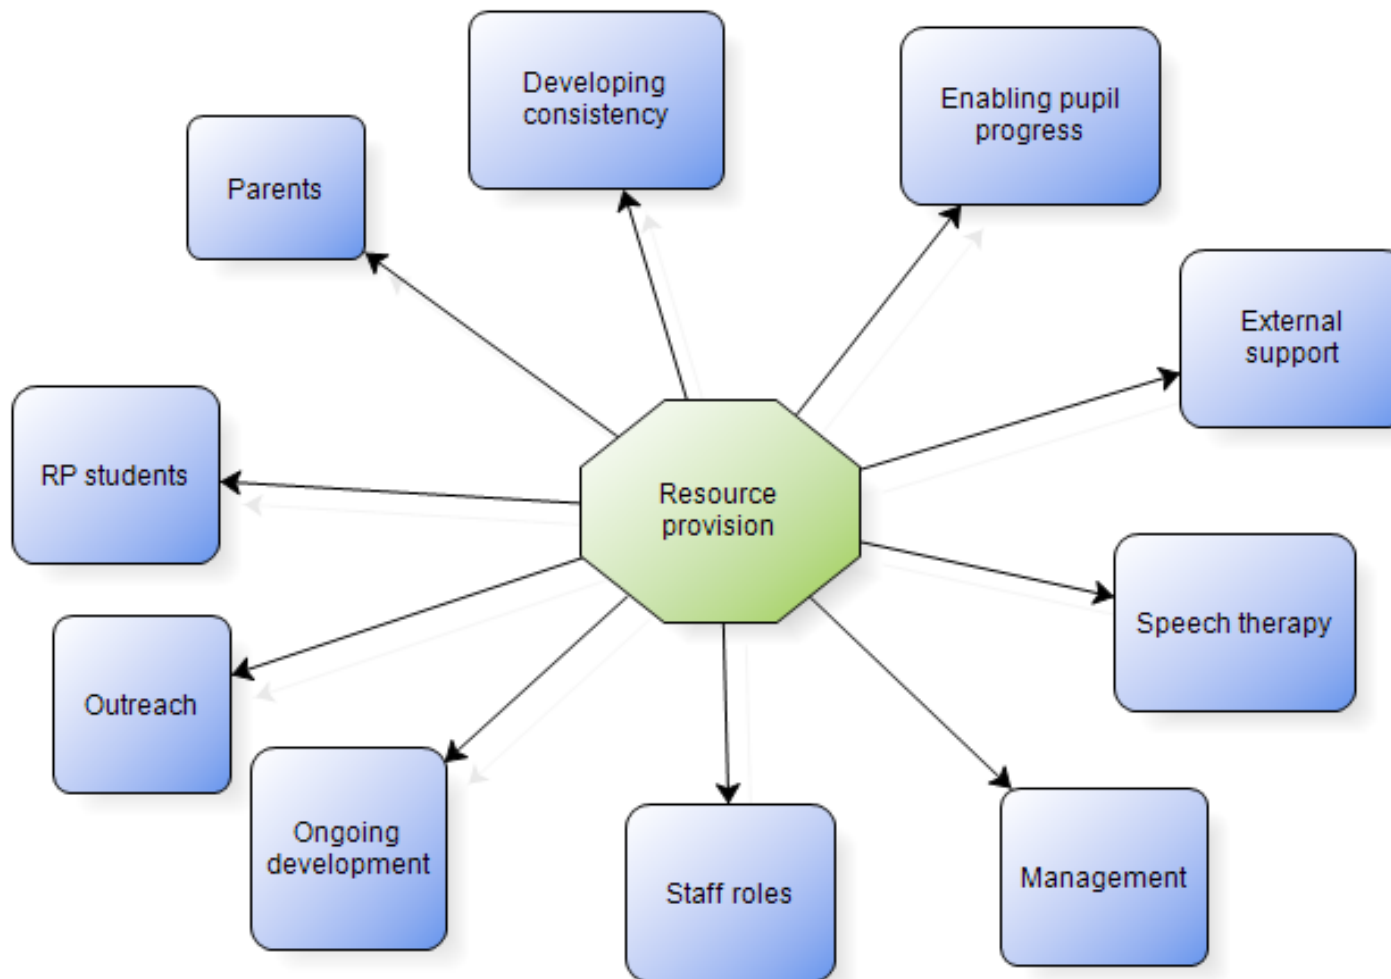 Developing
consistency
Enabling pupil
progress
Parents
External
support
RP students
Resource
provision
Speech therapy
Outreach
Ongoing
development
Staff roles
Management